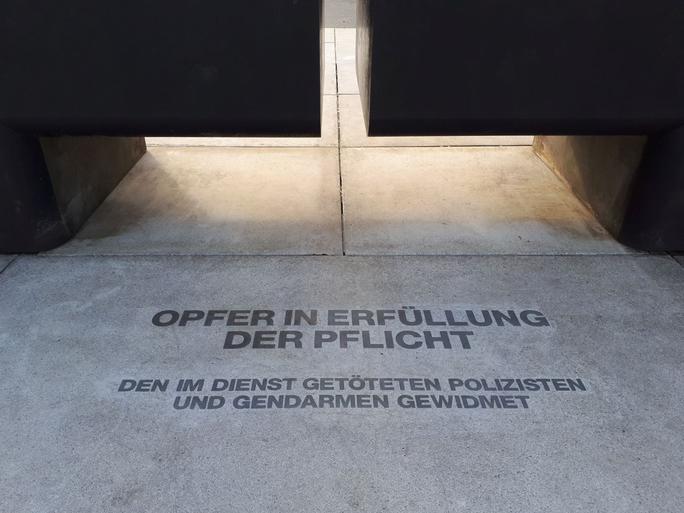 OPFER IN ERFÜLLUNG
DER PFLICHT
DEN IM DIENST GETÖTETEN POLIZISTEN
UND GENDARMEN GEWIDMET